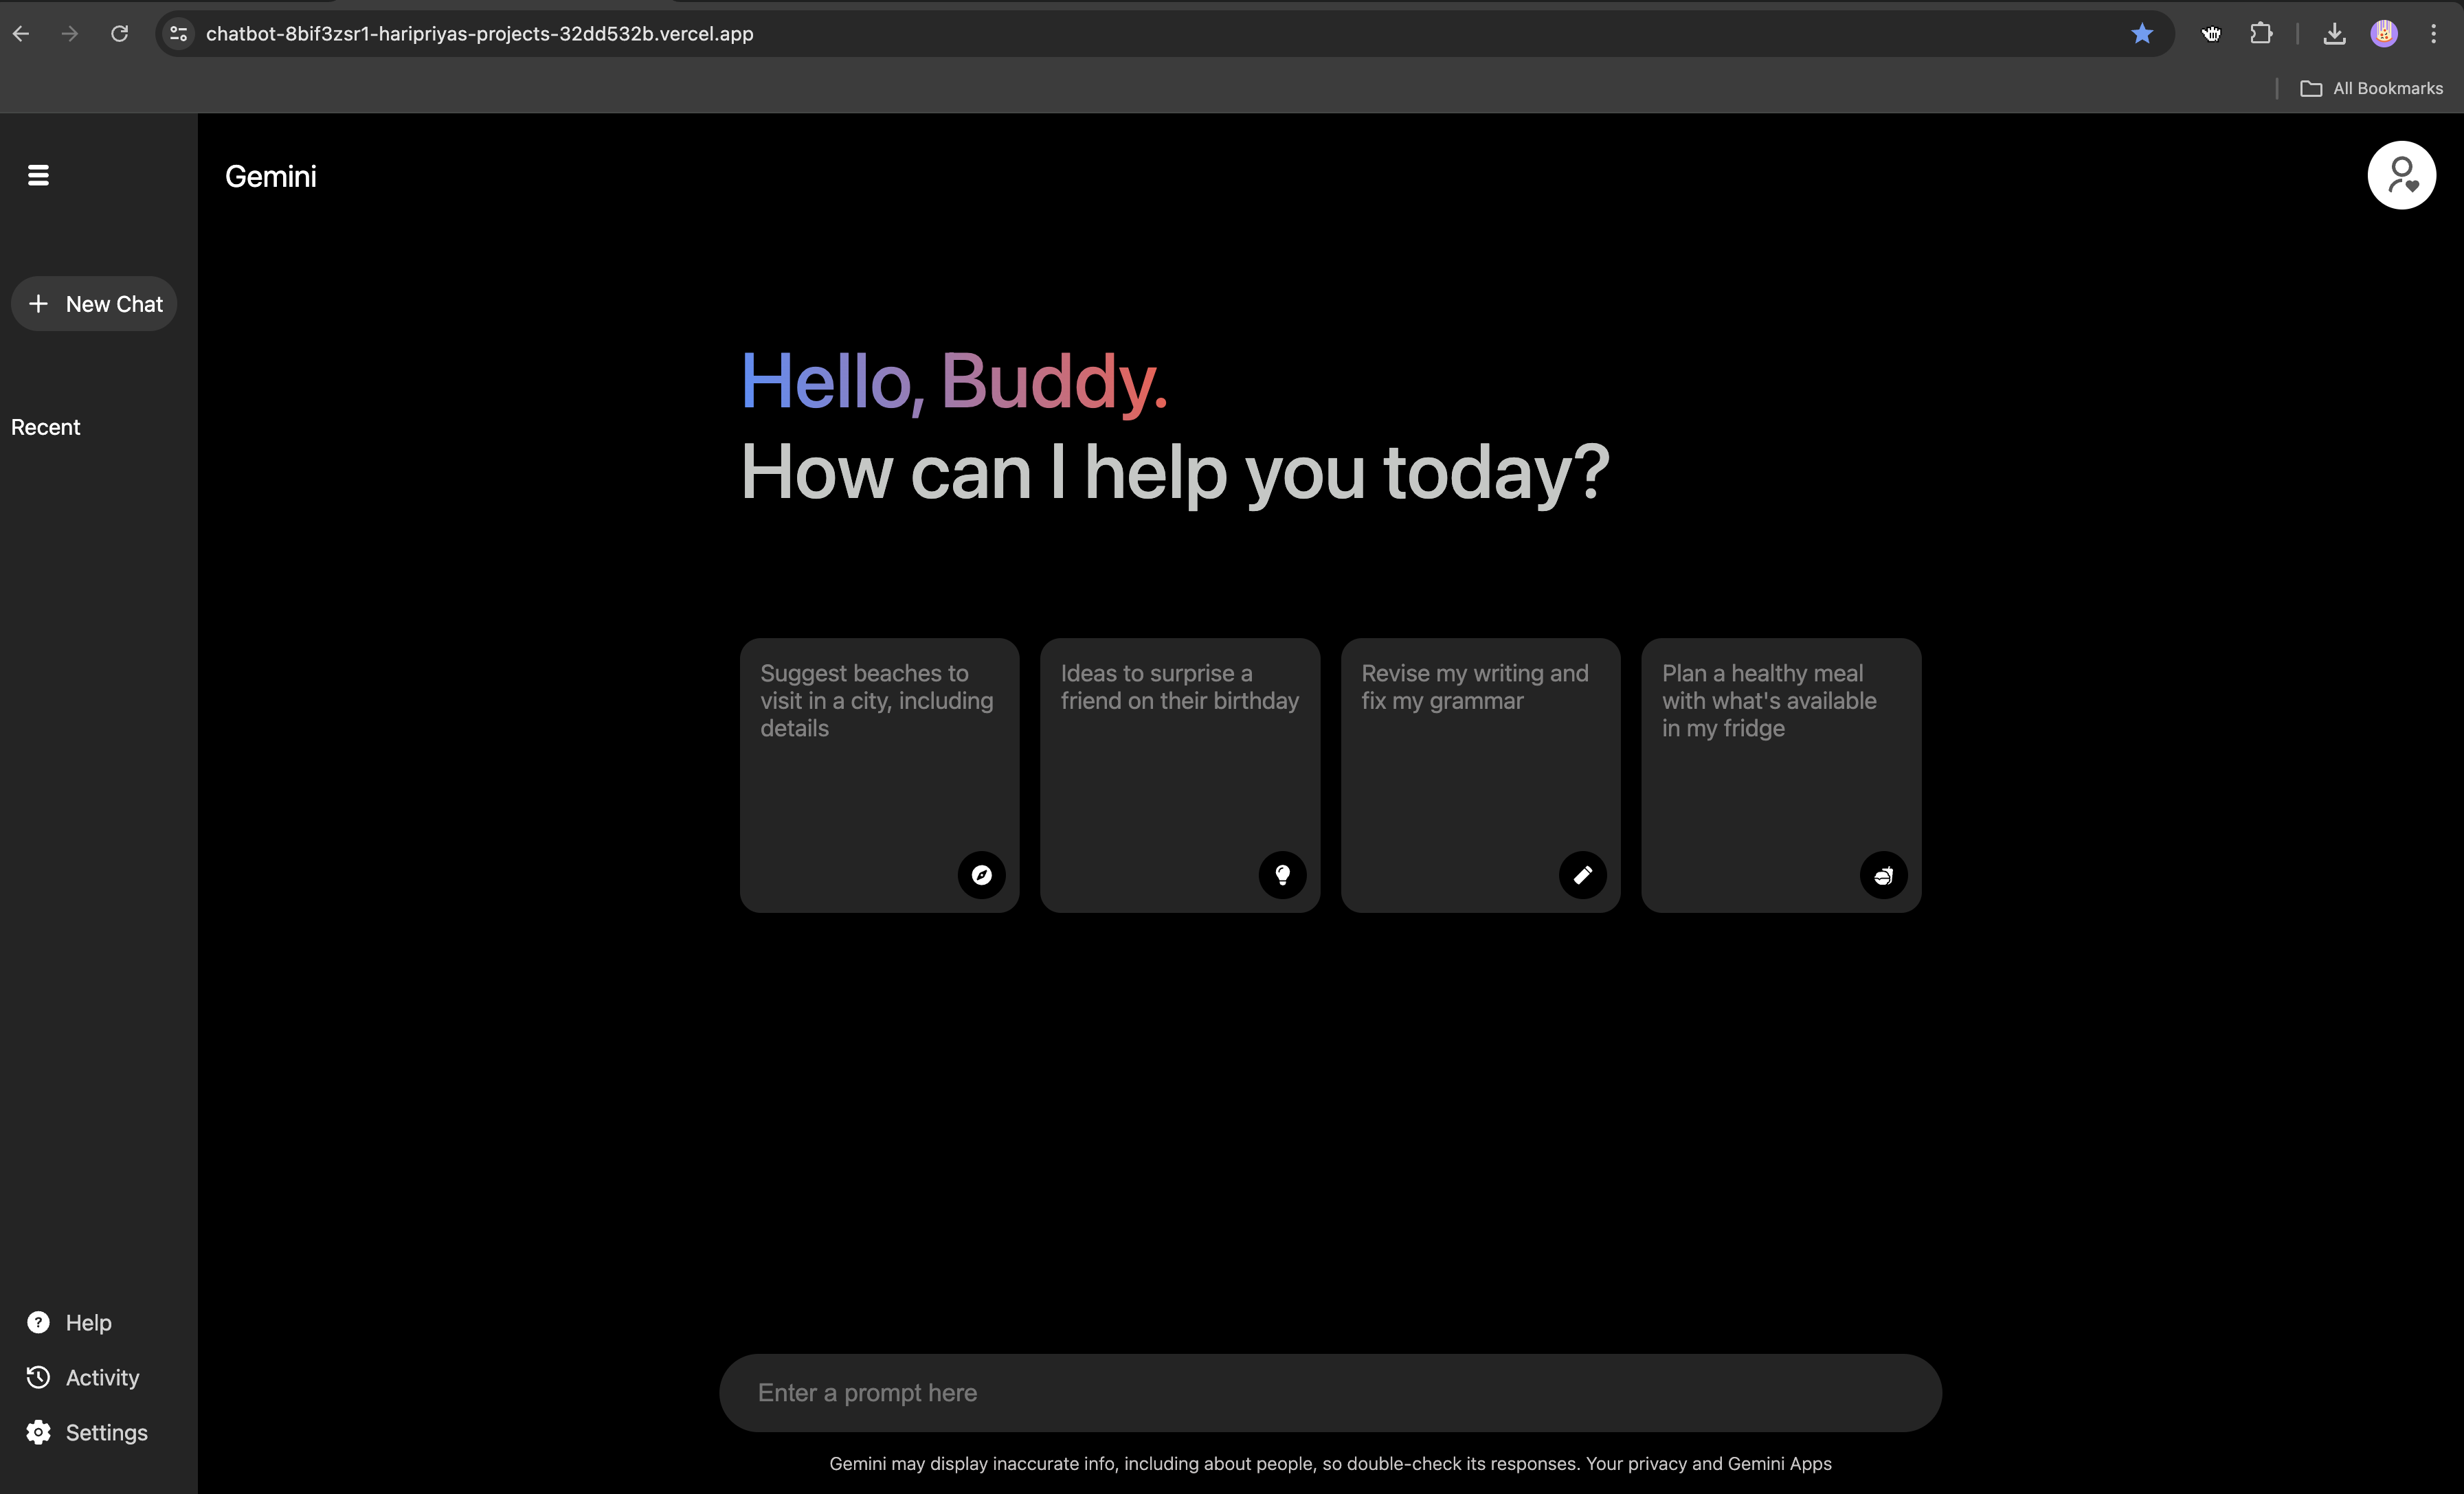 chatbot-8bif3zsr1-haripriyas-projects-32dd532b.vercel.app
All Bookmarks
Gemini
New Chat
Recent
Hello, Buddy.
How can I help you today?
Suggest beaches to
visit in a city, including
details
Ideas to surprise a
friend on their birthday
Revise my writing and
fix my grammar
Plan a healthy meal
with what's available
in my fridge
Help
Activity
Settings
Enter a prompt here
Gemini may display inaccurate info, including about people, so double-check its responses. Your privacy and Gemini Apps